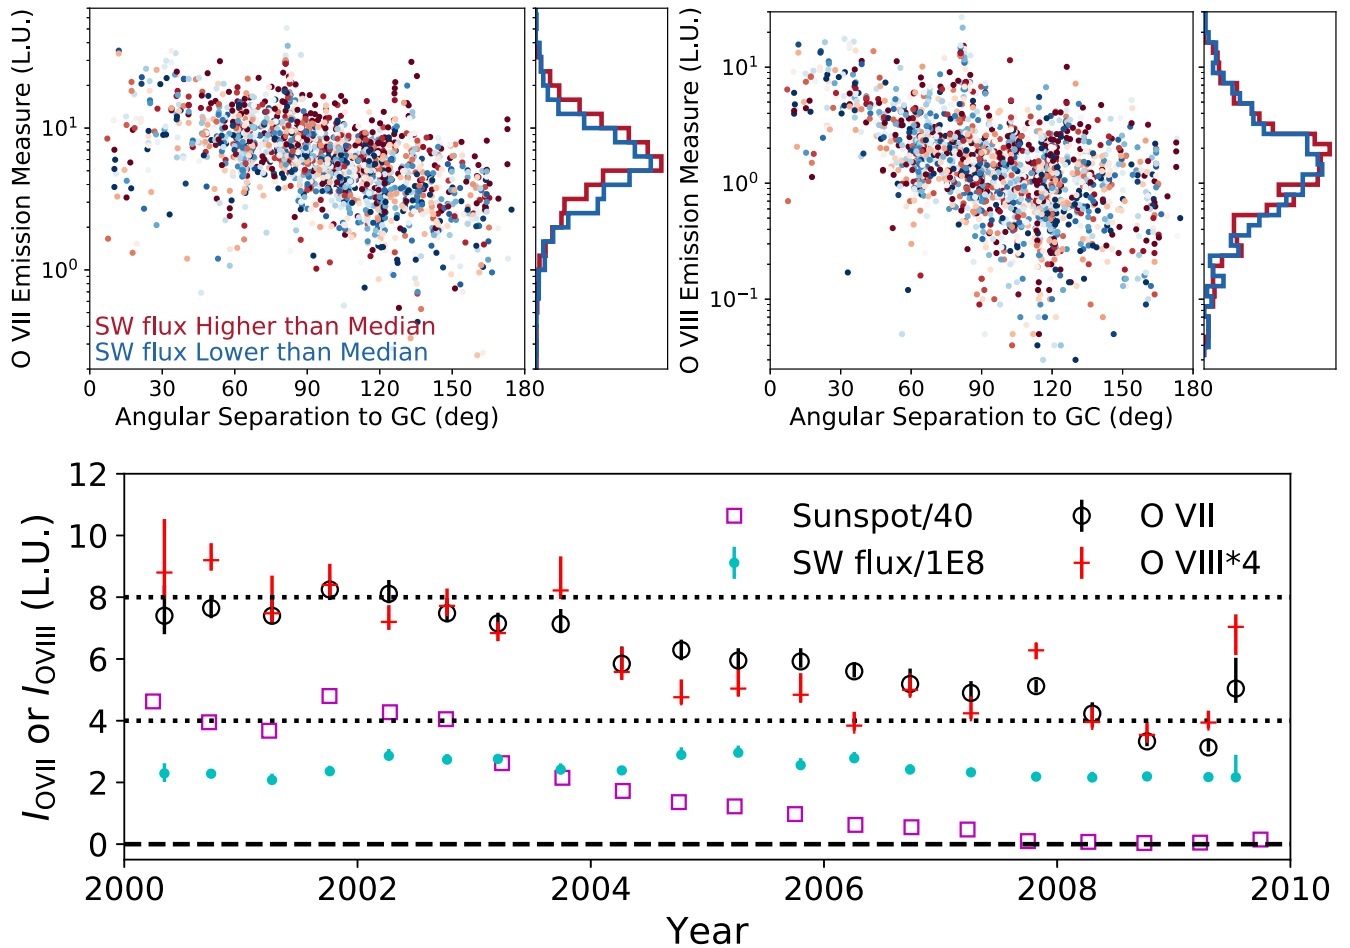 O VII Emission Measure (L.U.)
10¹
10⁰
SW flux Higher than Median
SW flux Lower than Median
0 30 60 90 120 150 180
Angular Separation to GC (deg)
O VIII Emission Measure (L.U.)
10¹
10⁰
10⁻¹
0 30 60 90 120 150 180
Angular Separation to GC (deg)
I_OVII or I_OVIII (L.U.)
12
10
8
6
4
2
0
Sunspot/40
SW flux/1E8
O VII
O VIII*4
2000 2002 2004 2006 2008 2010
Year